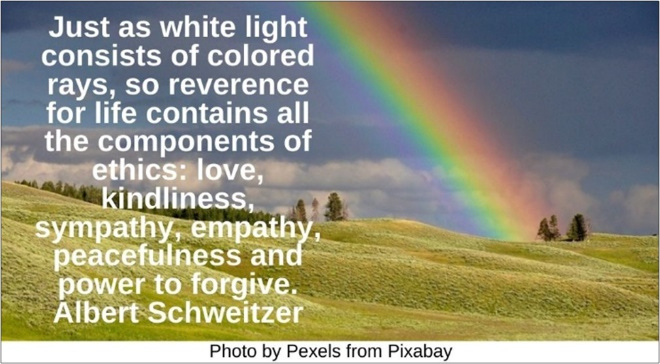 Just as white light
consists of colored
rays, so reverence
for life contains all
the components of
ethics: love,
kindliness,
sympathy, empathy,
peacefulness and
power to forgive.
Albert Schweitzer
Photo by Pexels from Pixabay